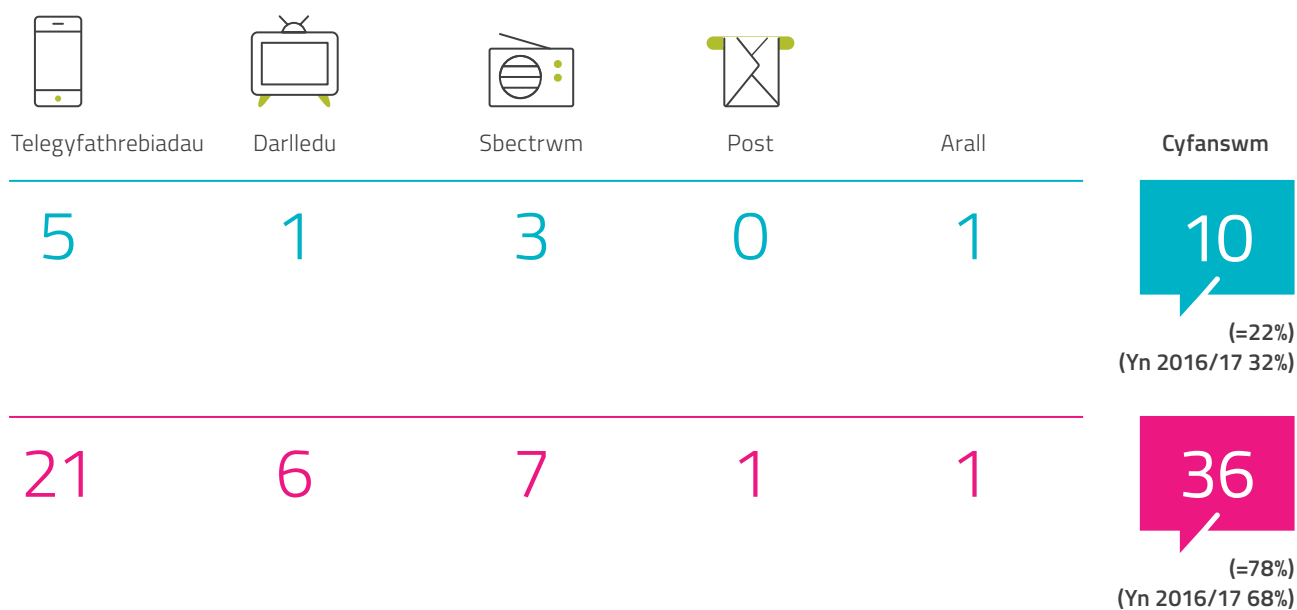 Telegyfathrebiadau Darlledu Sbectrwm Post Arall Cyfanswm
5 1 3 0 1 10
(=22%)
(Yn 2016/17 32%)
21 6 7 1 1 36
(=78%)
(Yn 2016/17 68%)